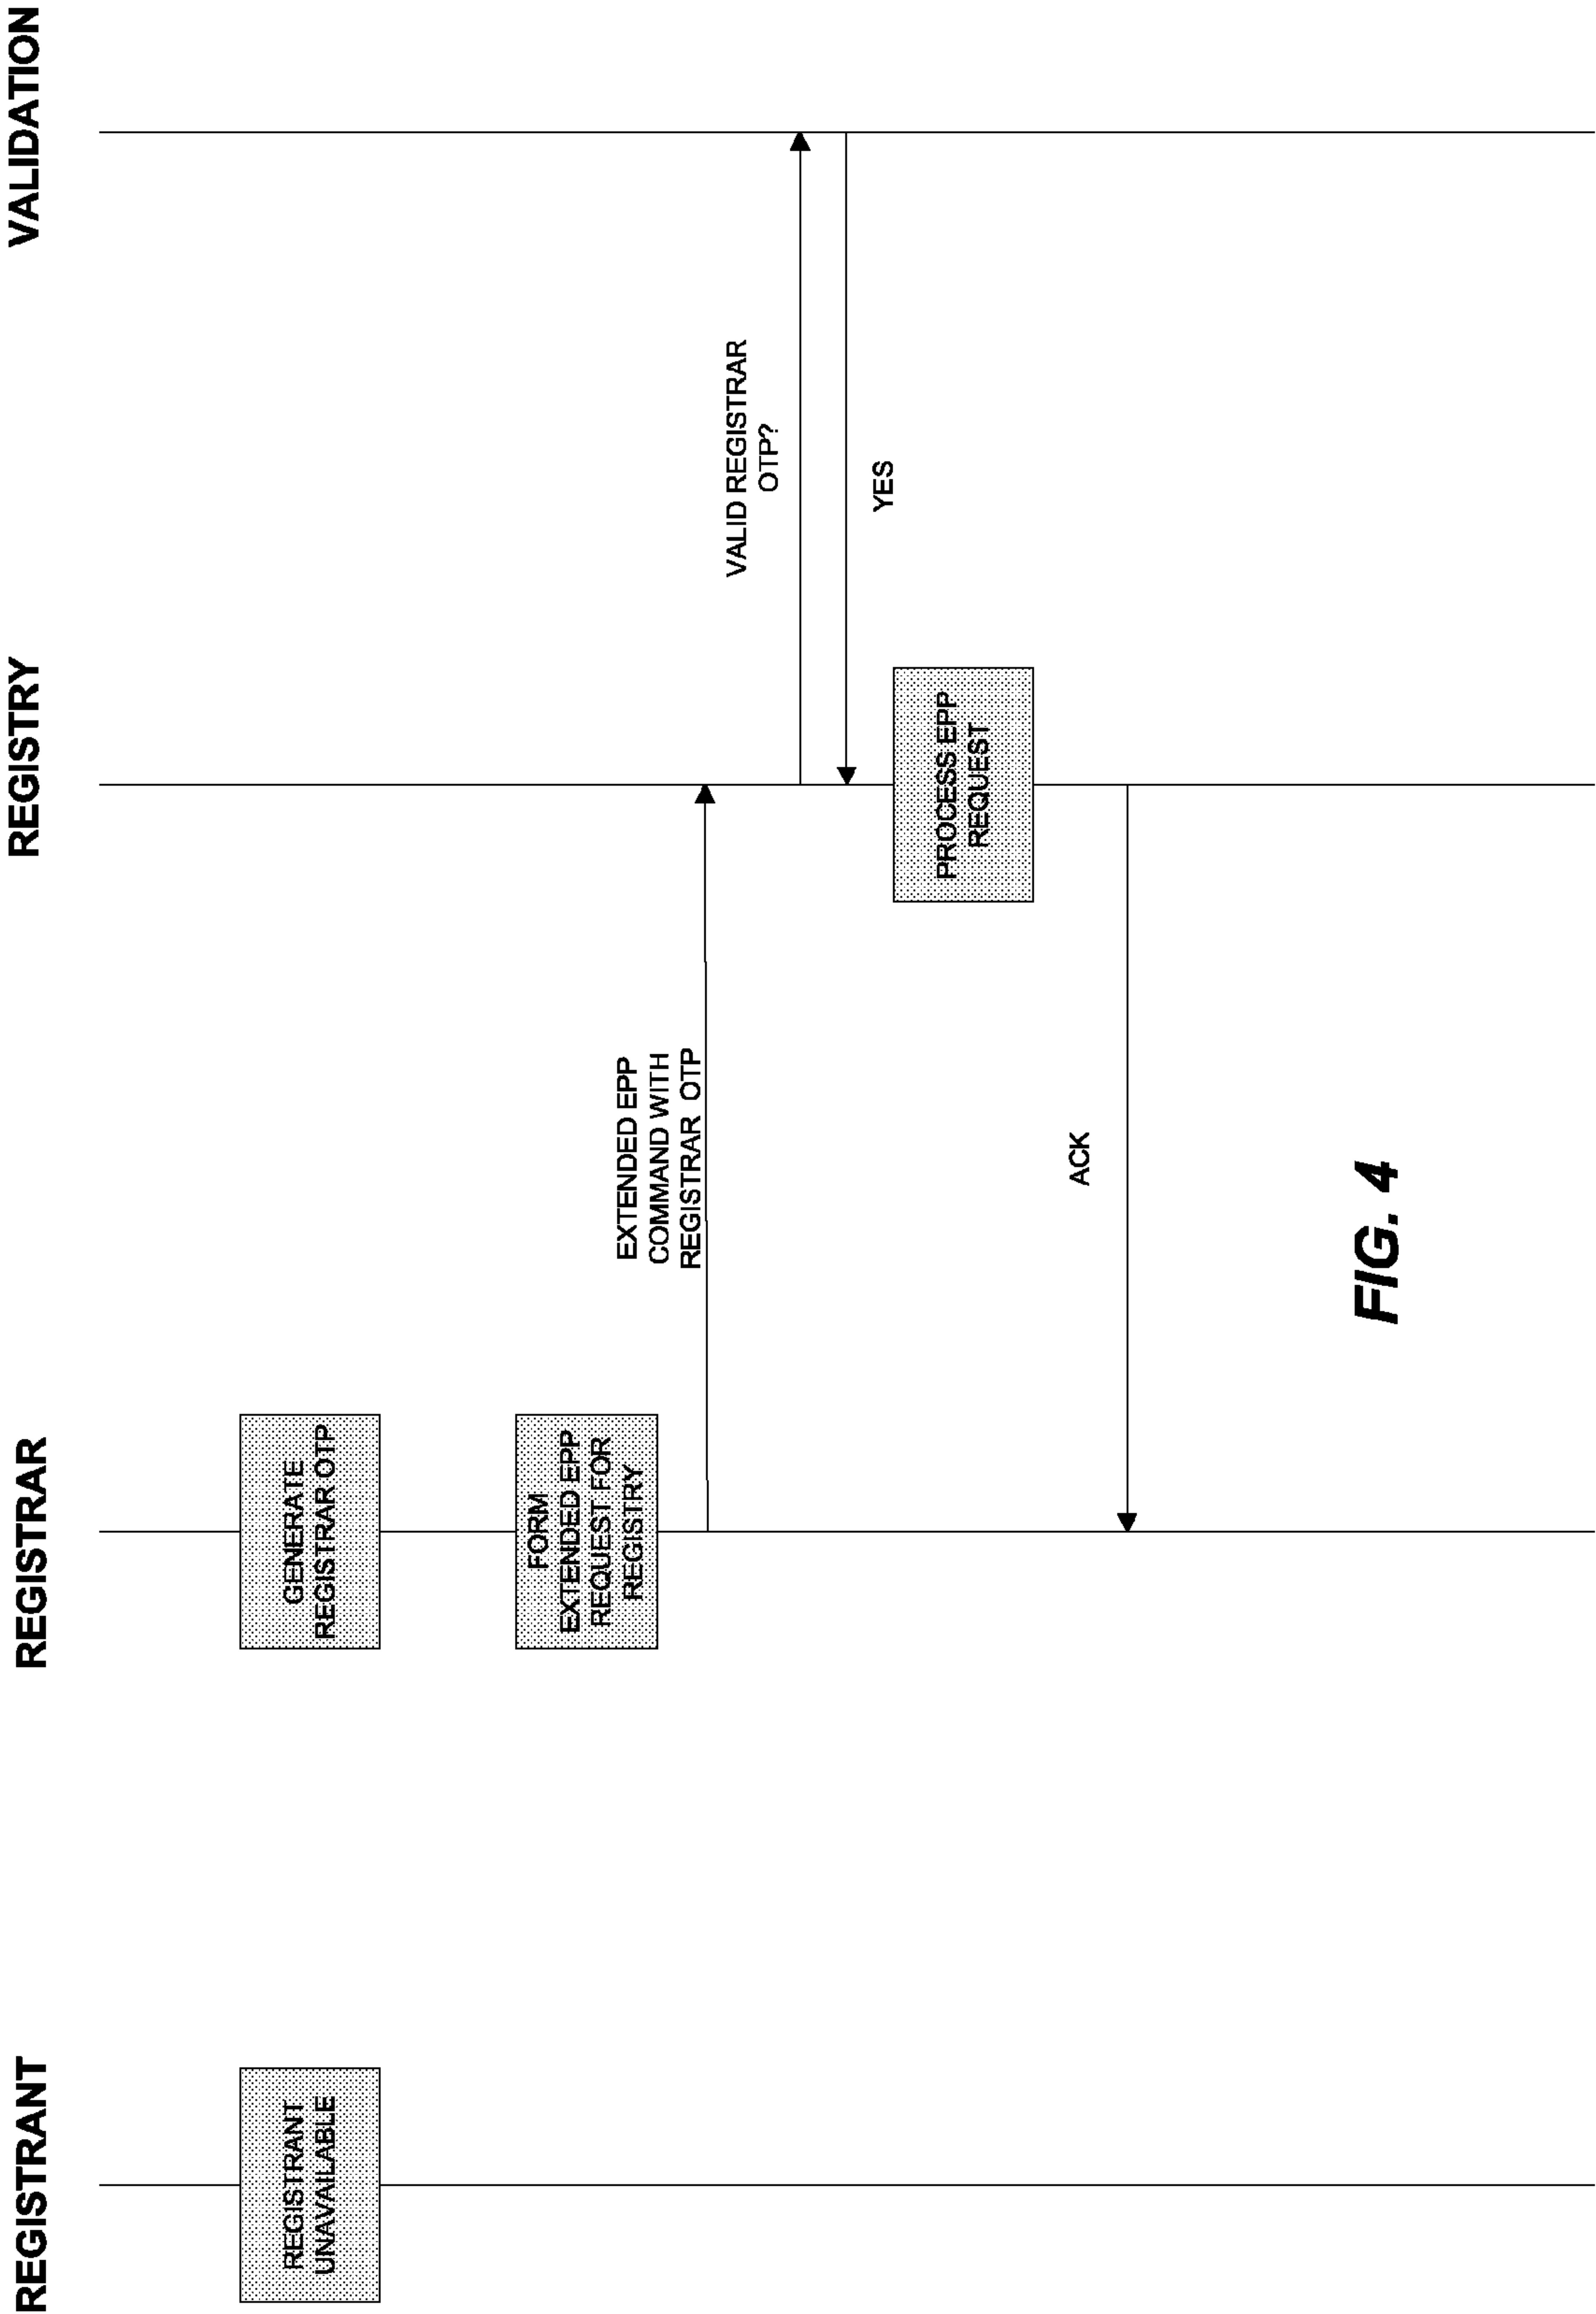 REGISTRANT
REGISTRAR
REGISTRY
VALIDATION
REGISTRANT
UNAVAILABLE
GENERATE
REGISTRAR OTP
FORM
EXTENDED EPP
REQUEST FOR
REGISTRY
EXTENDED EPP
COMMAND WITH
REGISTRAR OTP
VALID REGISTRAR
OTP?
YES
PROCESS EPP
REQUEST
ACK
FIG. 4